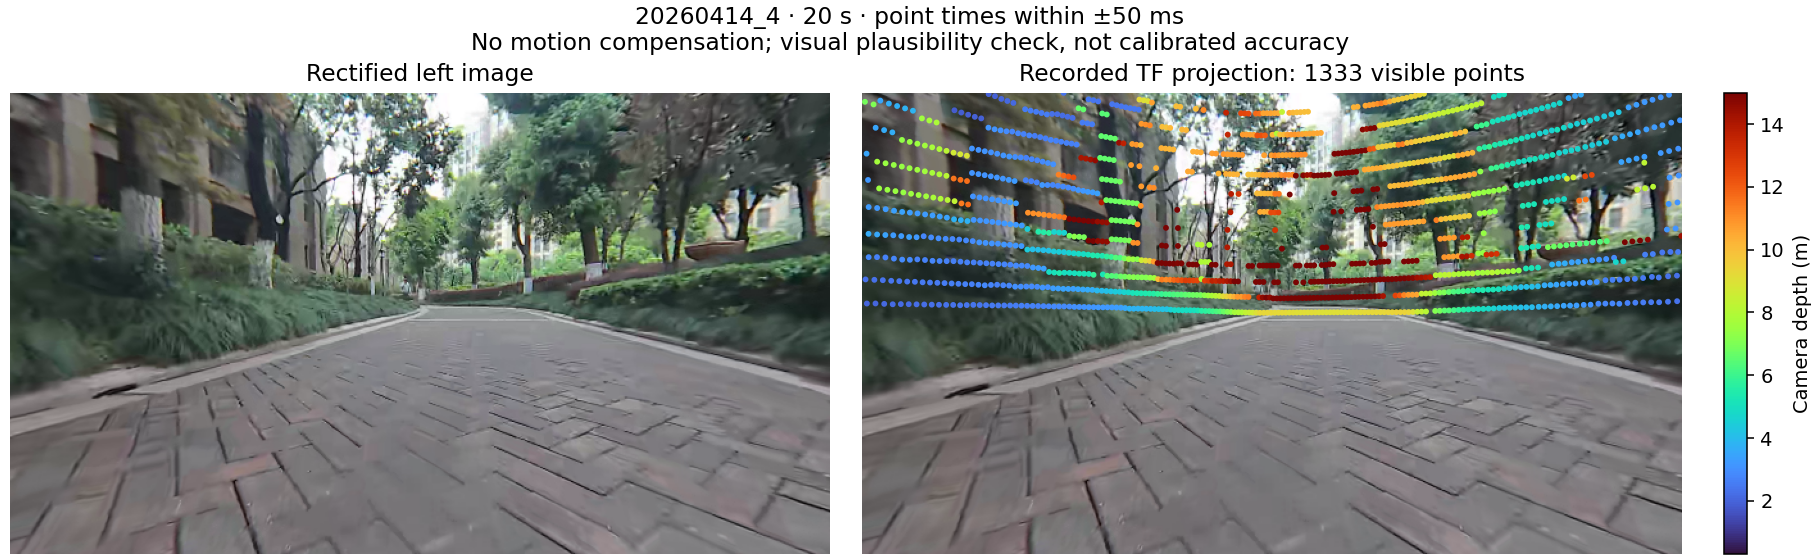 20260414_4 · 20 s · point times within ±50 ms
No motion compensation; visual plausibility check, not calibrated accuracy
Rectified left image
Recorded TF projection: 1333 visible points
14
12
10
8
6
4
2
Camera depth (m)